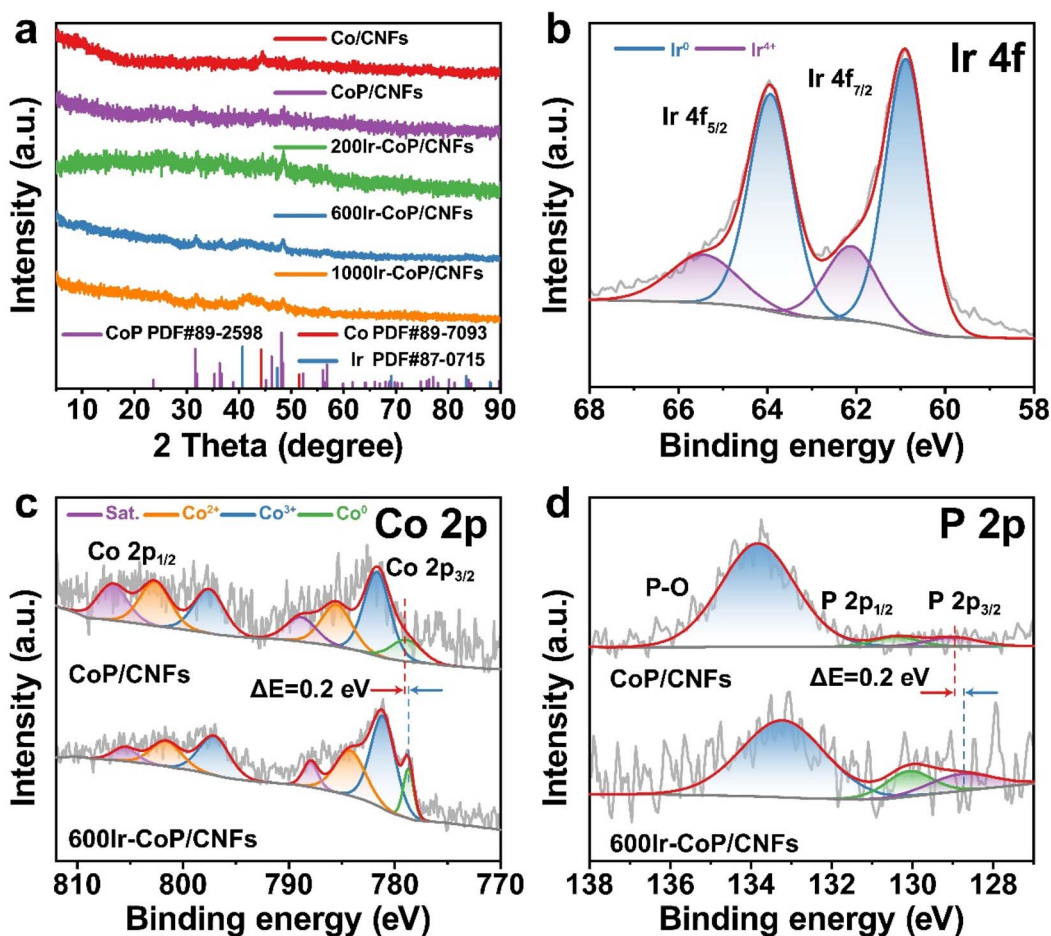 a
Intensity (a.u.)
Co/CNFs
CoP/CNFs
200Ir-CoP/CNFs
600Ir-CoP/CNFs
1000Ir-CoP/CNFs
CoP PDF#89-2598
Co PDF#89-7093
Ir PDF#87-0715
10 20 30 40 50 60 70 80 90
2 Theta (degree)
b
Intensity (a.u.)
Ir⁰ Ir⁴⁺
Ir 4f
Ir 4f₇/₂
Ir 4f₅/₂
68 66 64 62 60 58
Binding energy (eV)
c
Intensity (a.u.)
Sat. Co²⁺ Co³⁺ Co⁰
Co 2p
Co 2p₁/₂
Co 2p₃/₂
CoP/CNFs
ΔE=0.2 eV
600Ir-CoP/CNFs
810 800 790 780 770
Binding energy (eV)
d
Intensity (a.u.)
P 2p
P-O
P 2p₁/₂
P 2p₃/₂
CoP/CNFs
ΔE=0.2 eV
600Ir-CoP/CNFs
138 136 134 132 130 128
Binding energy (eV)